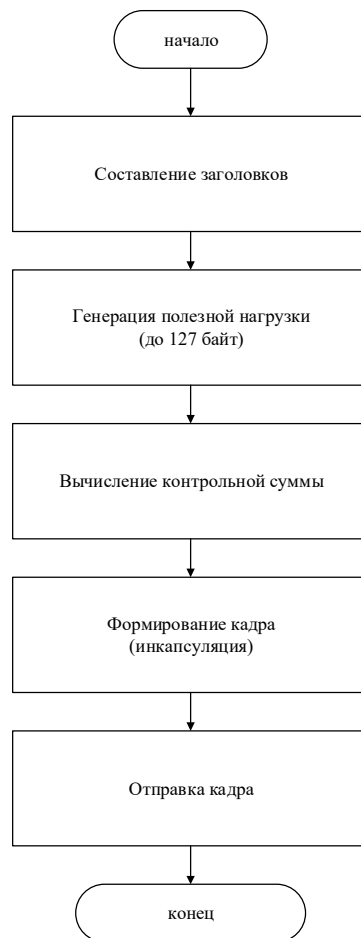 начало
Составление заголовков
Генерация полезной нагрузки
(до 127 байт)
Вычисление контрольной суммы
Формирование кадра
(инкапсуляция)
Отправка кадра
конец